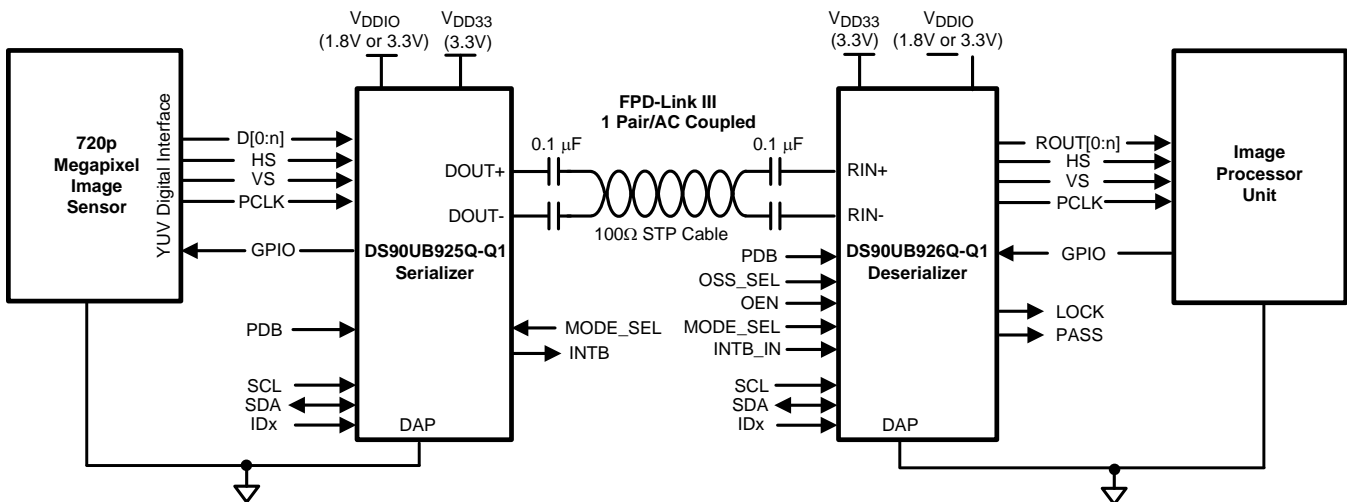 VDDIO
(1.8V or 3.3V)
VDD33
(3.3V)
VDD33
(3.3V)
VDDIO
(1.8V or 3.3V)
720p
Megapixel
Image
Sensor
YUV Digital Interface
D[0:n]
HS
VS
PCLK
GPIO
PDB
SCL
SDA
IDx
DOUT+
DOUT-
DS90UB925Q-Q1
Serializer
DAP
MODE_SEL
INTB
FPD-Link III
1 Pair/AC Coupled
0.1 μF
0.1 μF
100Ω STP Cable
PDB
OSS_SEL
OEN
MODE_SEL
INTB_IN
SCL
SDA
IDx
RIN+
RIN-
DS90UB926Q-Q1
Deserializer
DAP
ROUT[0:n]
HS
VS
PCLK
GPIO
LOCK
PASS
Image
Processor
Unit